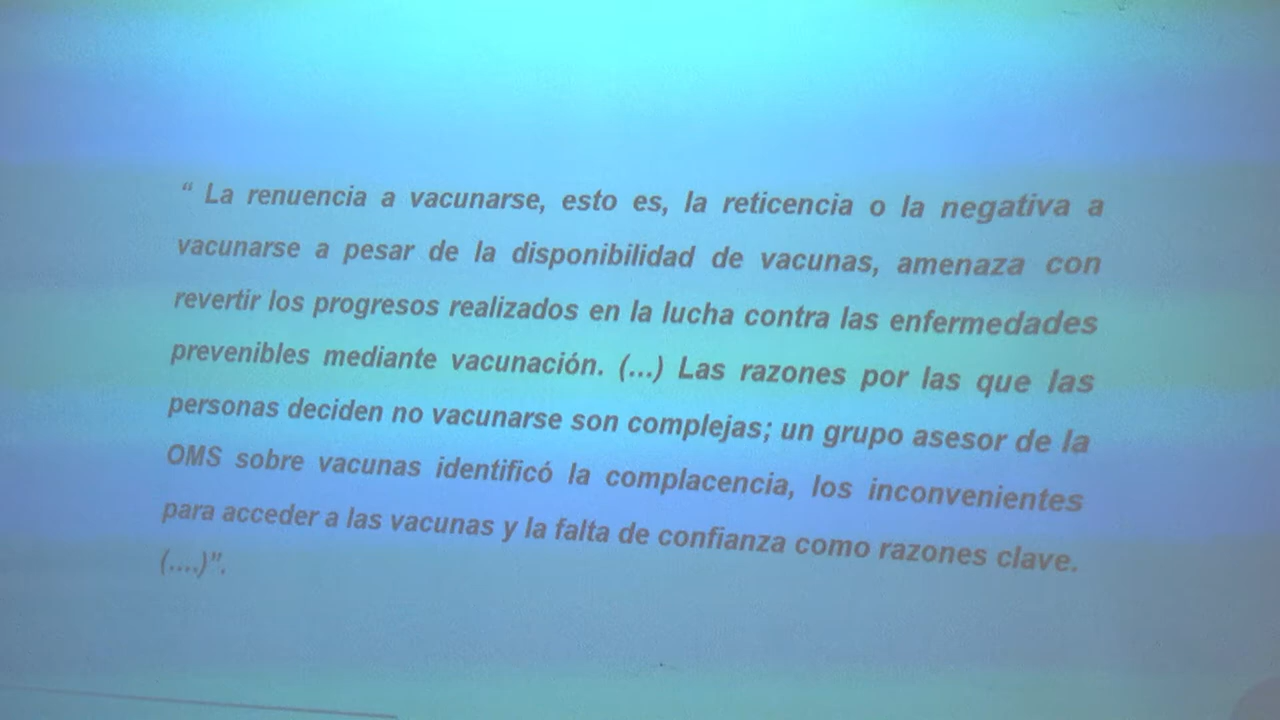 “ La renuencia a vacunarse, esto es, la reticencia o la negativa a
vacunarse a pesar de la disponibilidad de vacunas, amenaza con
revertir los progresos realizados en la lucha contra las enfermedades
prevenibles mediante vacunación. (...) Las razones por las que las
personas deciden no vacunarse son complejas; un grupo asesor de la
OMS sobre vacunas identificó la complacencia, los inconvenientes
para acceder a las vacunas y la falta de confianza como razones clave.
(....)”.